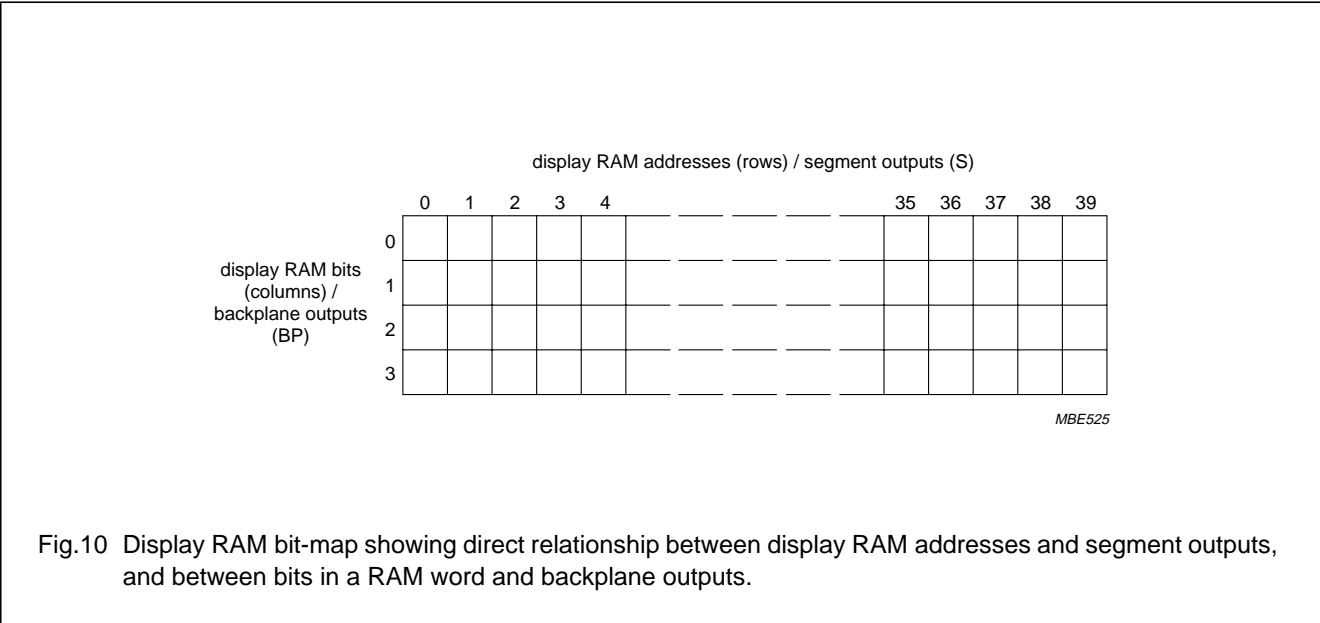 display RAM addresses (rows) / segment outputs (S)
0 1 2 3 4 35 36 37 38 39
0
display RAM bits
(columns) /
backplane outputs
(BP)
1
2
3
MBE525
Fig.10 Display RAM bit-map showing direct relationship between display RAM addresses and segment outputs,
and between bits in a RAM word and backplane outputs.